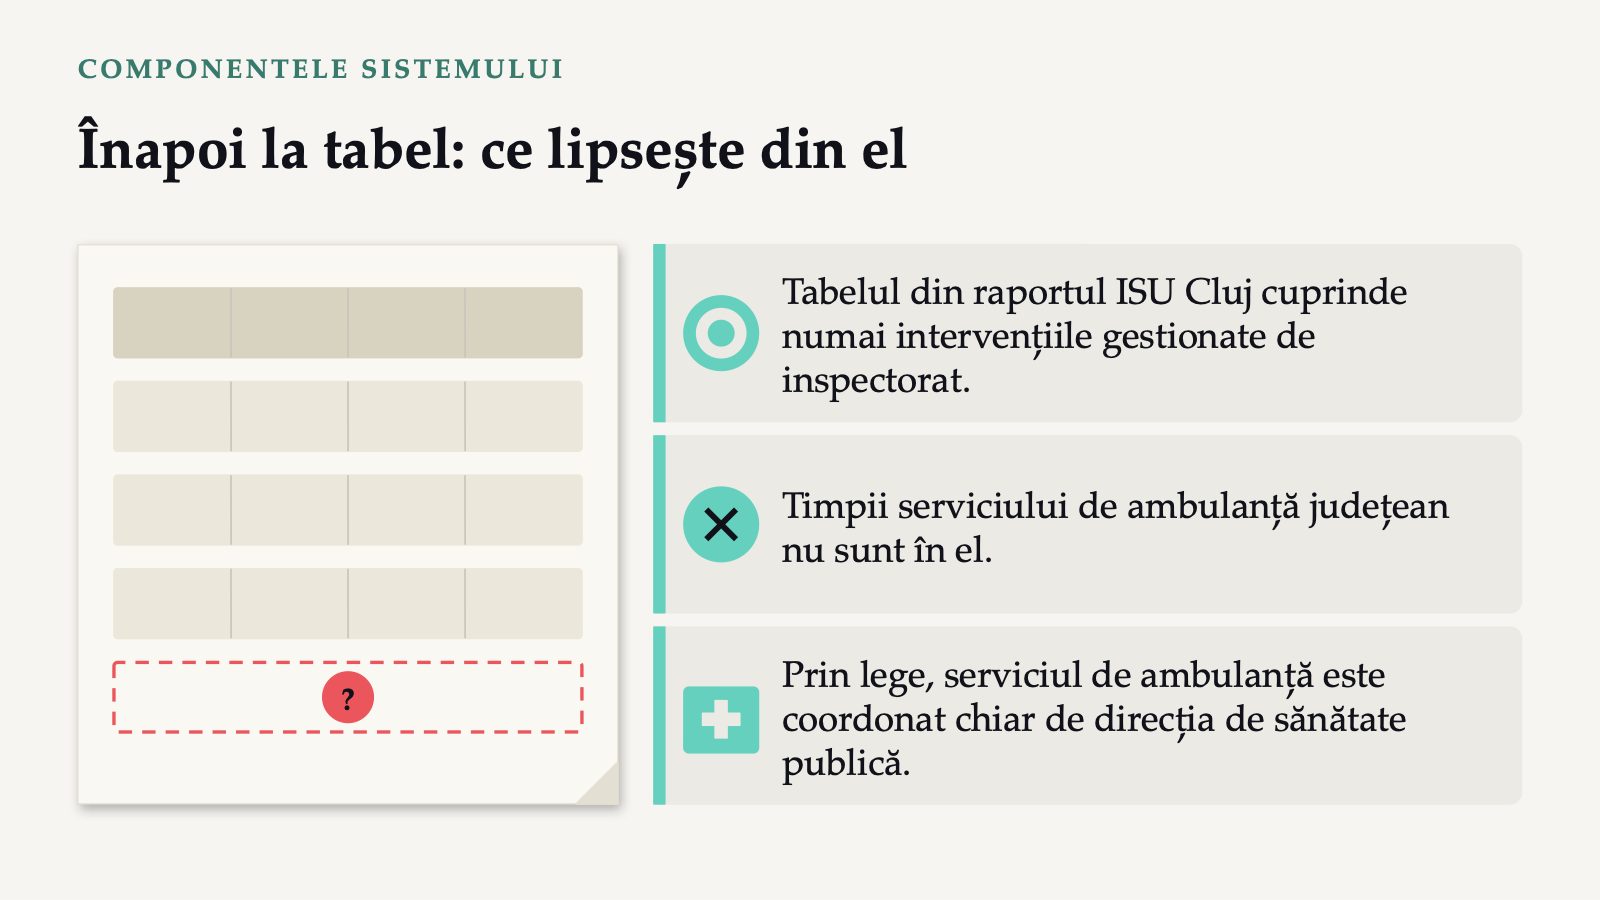 COMPONENTELE SISTEMULUI
Înapoi la tabel: ce lipsește din el
?
Tabelul din raportul ISU Cluj cuprinde
numai intervențiile gestionate de
inspectorat.
Timpii serviciului de ambulanță județean
nu sunt în el.
Prin lege, serviciul de ambulanță este
coordonat chiar de direcția de sănătate
publică.